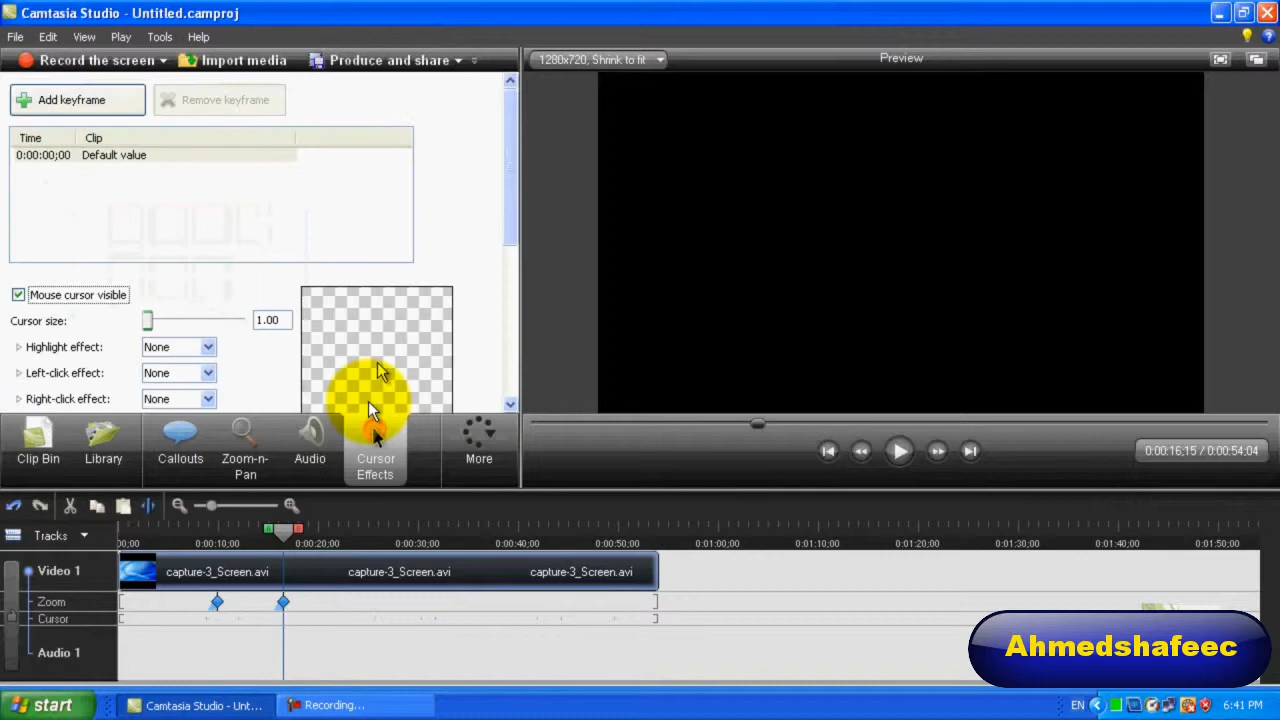 Camtasia Studio - Untitled.camproj
File Edit View Play Tools Help
Record the screen Import media Produce and share
1280x720, Shrink to fit
Preview
Add keyframe Remove keyframe
Time Clip
0:00:00;00 Default value
Mouse cursor visible
Cursor size: 1.00
Highlight effect: None
Left-click effect: None
Right-click effect: None
Clip Bin Library Callouts Zoom-n-Pan Audio Cursor Effects More
0:00:16;15 / 0:00:54;04
Tracks
00;00 0:00:10;00 0:00:20;00 0:00:30;00 0:00:40;00 0:00:50;00 0:01:00;00 0:01:10;00 0:01:20;00 0:01:30;00 0:01:40;00 0:01:50;00
Video 1 capture-3_Screen.avi capture-3_Screen.avi capture-3_Screen.avi
Zoom
Cursor
Audio 1
Ahmedshafeec
start Camtasia Studio - Unt... Recording... EN 6:41 PM